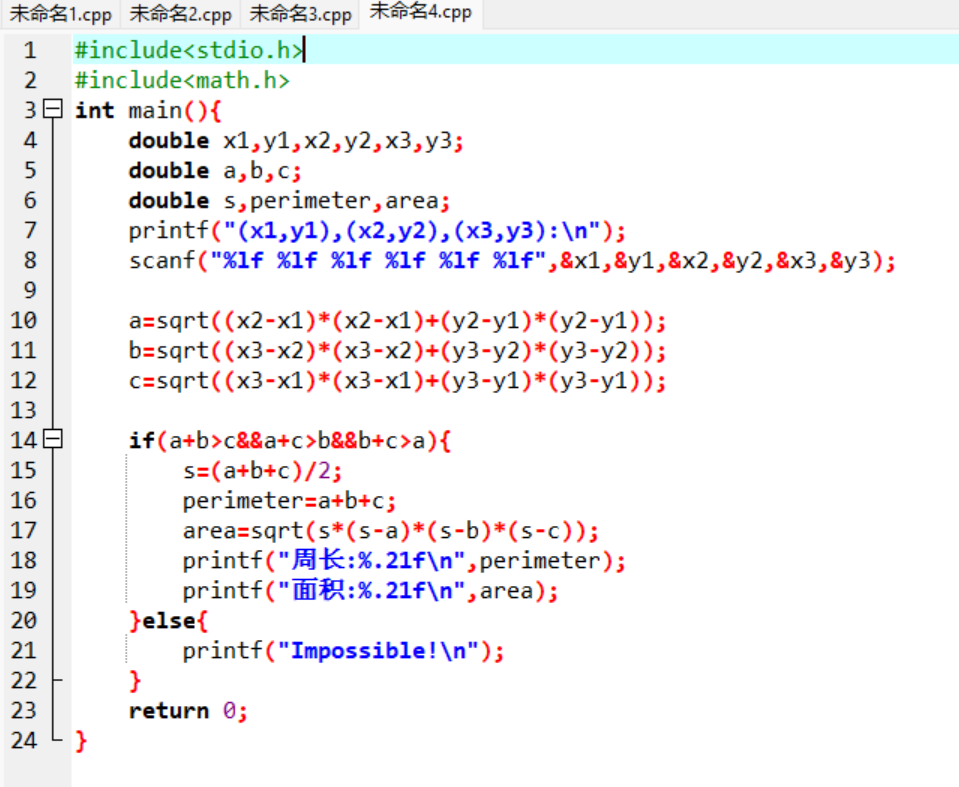 未命名1.cpp 未命名2.cpp 未命名3.cpp 未命名4.cpp
1 #include<stdio.h>
2 #include<math.h>
3 int main(){
4 double x1,y1,x2,y2,x3,y3;
5 double a,b,c;
6 double s,perimeter,area;
7 printf("(x1,y1),(x2,y2),(x3,y3):\n");
8 scanf("%lf %lf %lf %lf %lf %lf",&x1,&y1,&x2,&y2,&x3,&y3);
9
10 a=sqrt((x2-x1)*(x2-x1)+(y2-y1)*(y2-y1));
11 b=sqrt((x3-x2)*(x3-x2)+(y3-y2)*(y3-y2));
12 c=sqrt((x3-x1)*(x3-x1)+(y3-y1)*(y3-y1));
13
14 if(a+b>c&&a+c>b&&b+c>a){
15 s=(a+b+c)/2;
16 perimeter=a+b+c;
17 area=sqrt(s*(s-a)*(s-b)*(s-c));
18 printf("周长:%.21f\n",perimeter);
19 printf("面积:%.21f\n",area);
20 }else{
21 printf("Impossible!\n");
22 }
23 return 0;
24 }